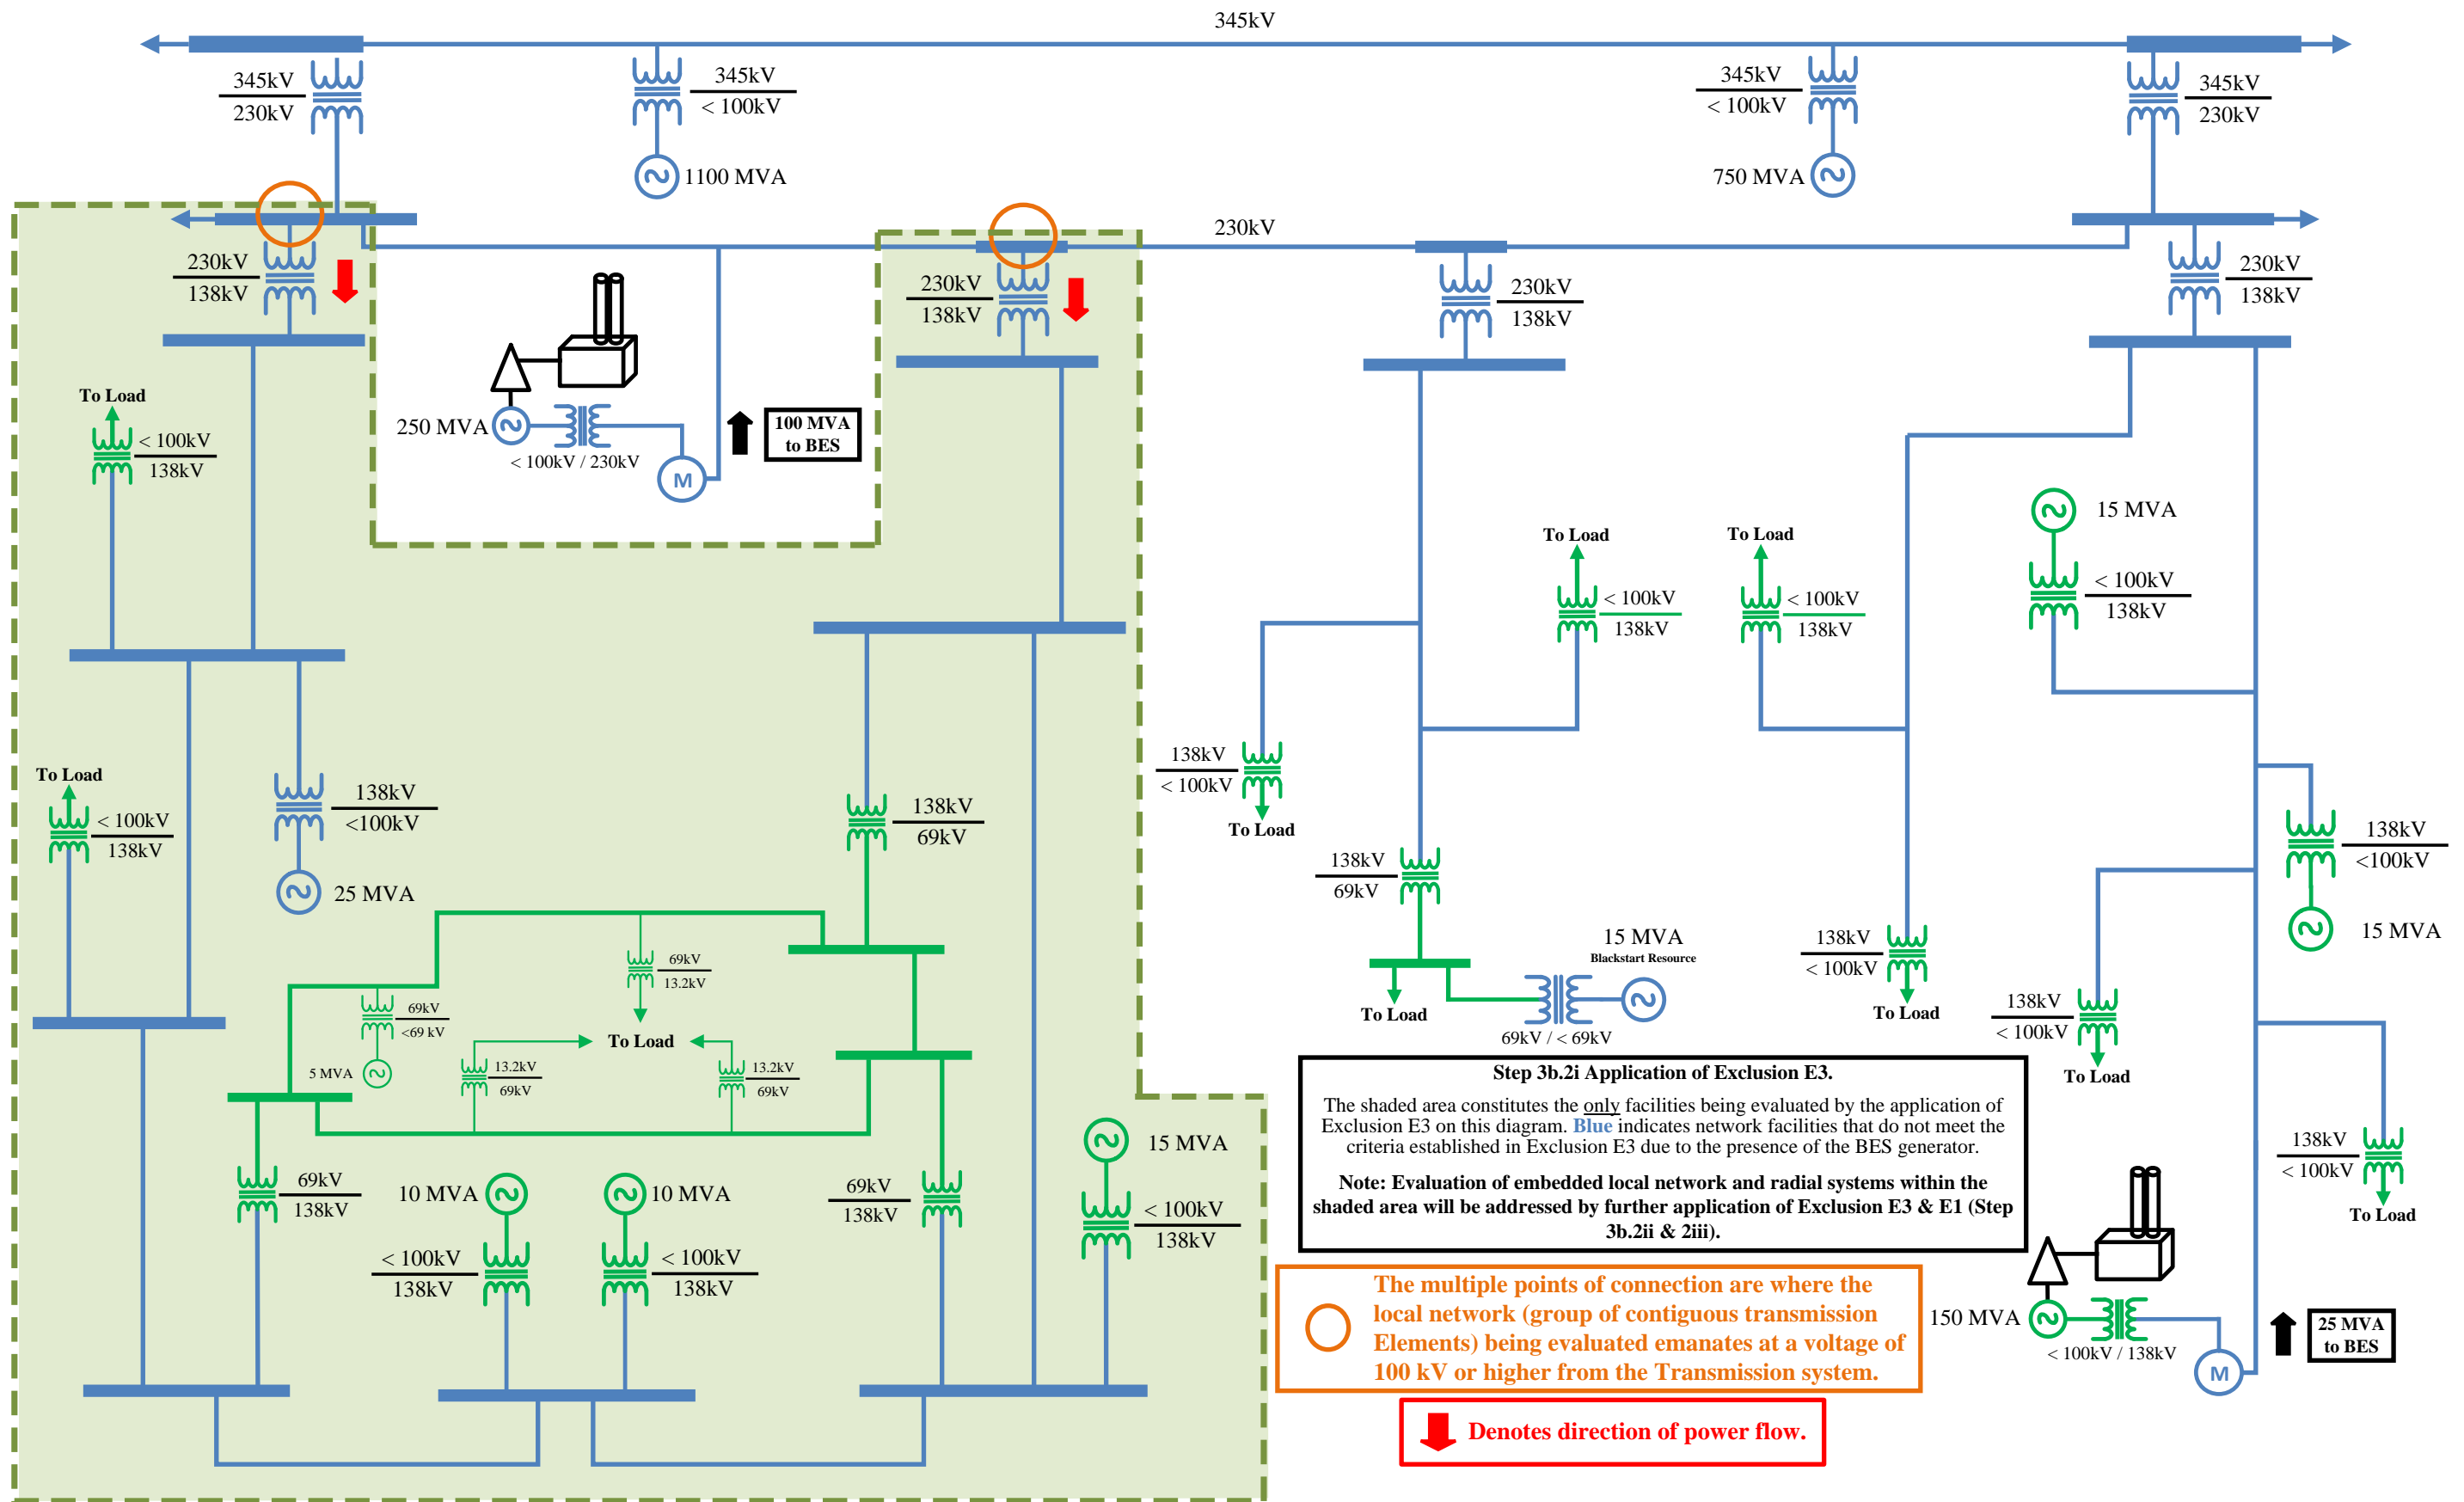 345kV
345kV
230kV
345kV
< 100kV
1100 MVA
345kV
< 100kV
750 MVA
345kV
230kV
230kV
230kV
138kV
230kV
138kV
230kV
138kV
230kV
138kV
250 MVA
< 100kV / 230kV
M
100 MVA
to BES
To Load
< 100kV
138kV
To Load
< 100kV
138kV
138kV
<100kV
25 MVA
138kV
69kV
69kV
13.2kV
69kV
<69 kV
5 MVA
To Load
13.2kV
69kV
13.2kV
69kV
69kV
138kV
10 MVA
< 100kV
138kV
10 MVA
< 100kV
138kV
69kV
138kV
15 MVA
< 100kV
138kV
To Load
< 100kV
138kV
138kV
< 100kV
To Load
138kV
69kV
To Load
15 MVA
Blackstart Resource
69kV / < 69kV
To Load
< 100kV
138kV
138kV
< 100kV
To Load
15 MVA
< 100kV
138kV
138kV
<100kV
15 MVA
138kV
< 100kV
To Load
138kV
< 100kV
To Load
150 MVA
< 100kV / 138kV
M
25 MVA
to BES
Step 3b.2i Application of Exclusion E3.
The shaded area constitutes the only facilities being evaluated by the application of
Exclusion E3 on this diagram. Blue indicates network facilities that do not meet the
criteria established in Exclusion E3 due to the presence of the BES generator.
Note: Evaluation of embedded local network and radial systems within the
shaded area will be addressed by further application of Exclusion E3 & E1 (Step
3b.2ii & 2iii).
The multiple points of connection are where the
local network (group of contiguous transmission
Elements) being evaluated emanates at a voltage of
100 kV or higher from the Transmission system.
Denotes direction of power flow.